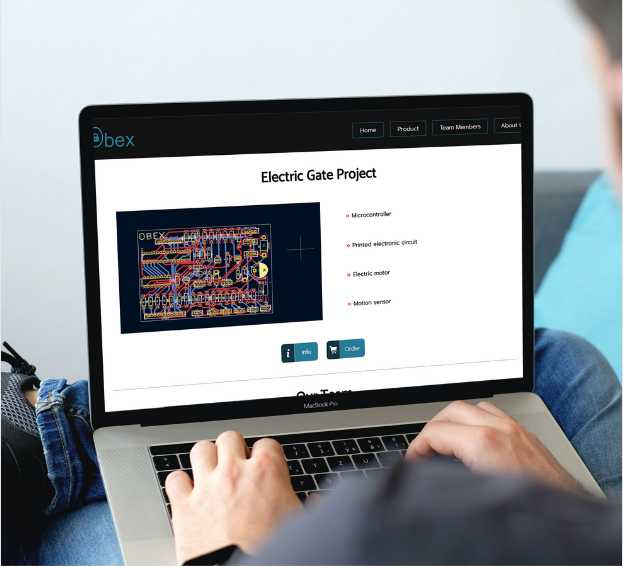 Obex
Home
Product
Team Members
About U
Electric Gate Project
OBEX
» Microcontroller
» Printed electronic circuit
» Electric motor
» Motion sensor
i Info
Order
Our Team
MacBook Pro